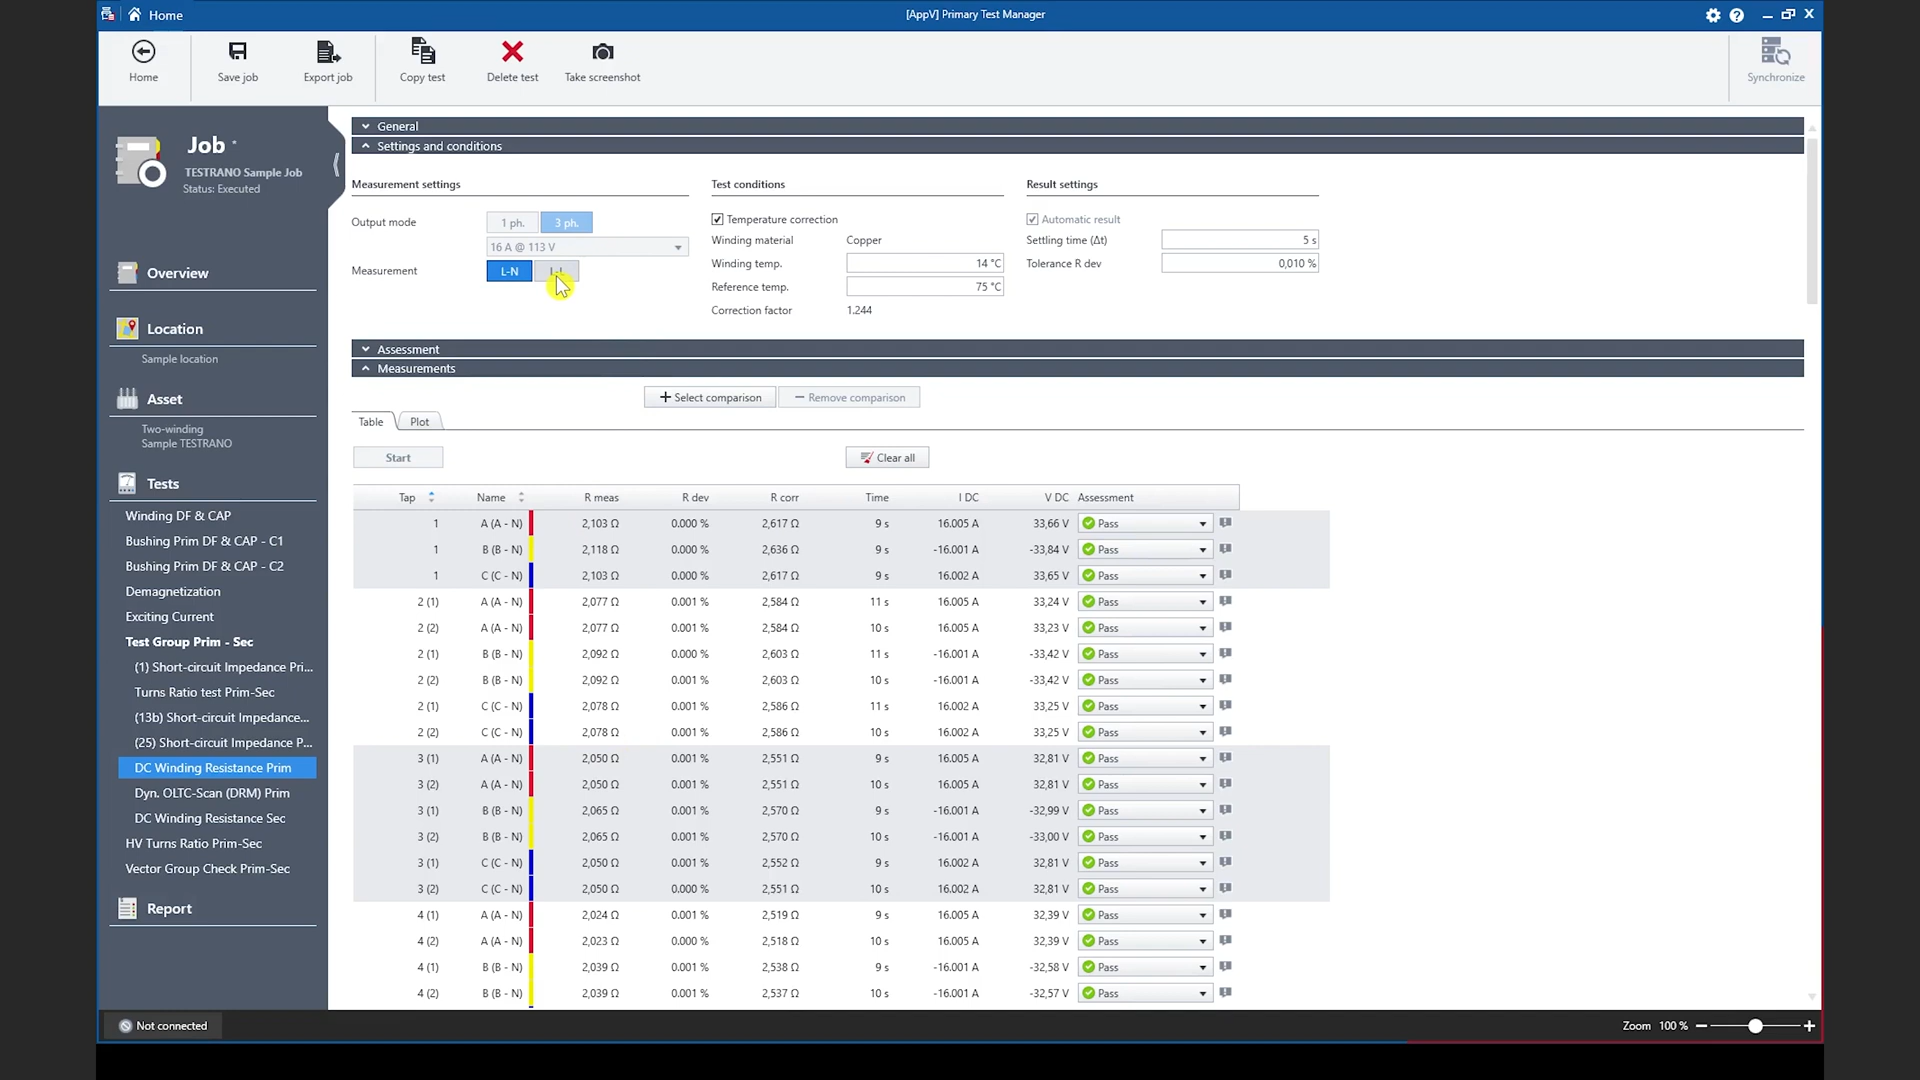 Home
[AppV] Primary Test Manager
Home
Save job
Export job
Copy test
Delete test
Take screenshot
Synchronize
Job *
TESTRANO Sample Job
Status: Executed
Overview
Location
Sample location
Asset
Two-winding
Sample TESTRANO
Tests
Winding DF & CAP
Bushing Prim DF & CAP - C1
Bushing Prim DF & CAP - C2
Demagnetization
Exciting Current
Test Group Prim - Sec
(1) Short-circuit Impedance Pri...
Turns Ratio test Prim-Sec
(13b) Short-circuit Impedance...
(25) Short-circuit Impedance P...
DC Winding Resistance Prim
Dyn. OLTC-Scan (DRM) Prim
DC Winding Resistance Sec
HV Turns Ratio Prim-Sec
Vector Group Check Prim-Sec
Report
General
Settings and conditions
Measurement settings
Output mode 1 ph. 3 ph.
16 A @ 113 V
Measurement L-N
Test conditions
Temperature correction
Winding material Copper
Winding temp. 14 °C
Reference temp. 75 °C
Correction factor 1.244
Result settings
Automatic result
Settling time (Δt) 5 s
Tolerance R dev 0,010 %
Assessment
Measurements
Select comparison
Remove comparison
Table Plot
Start
Clear all
Tap Name R meas R dev R corr Time I DC V DC Assessment
1 A (A - N) 2,103 Ω 0.000 % 2,617 Ω 9 s 16.005 A 33,66 V Pass
1 B (B - N) 2,118 Ω 0.000 % 2,636 Ω 9 s -16.001 A -33,84 V Pass
1 C (C - N) 2,103 Ω 0.000 % 2,617 Ω 9 s 16.002 A 33,65 V Pass
2 (1) A (A - N) 2,077 Ω 0.001 % 2,584 Ω 11 s 16.005 A 33,24 V Pass
2 (2) A (A - N) 2,077 Ω 0.001 % 2,584 Ω 10 s 16.005 A 33,23 V Pass
2 (1) B (B - N) 2,092 Ω 0.000 % 2,603 Ω 11 s -16.001 A -33,42 V Pass
2 (2) B (B - N) 2,092 Ω 0.001 % 2,603 Ω 10 s -16.001 A -33,42 V Pass
2 (1) C (C - N) 2,078 Ω 0.001 % 2,586 Ω 11 s 16.002 A 33,25 V Pass
2 (2) C (C - N) 2,078 Ω 0.001 % 2,586 Ω 10 s 16.002 A 33,25 V Pass
3 (1) A (A - N) 2,050 Ω 0.001 % 2,551 Ω 9 s 16.005 A 32,81 V Pass
3 (2) A (A - N) 2,050 Ω 0.001 % 2,551 Ω 10 s 16.005 A 32,81 V Pass
3 (1) B (B - N) 2,065 Ω 0.001 % 2,570 Ω 9 s -16.001 A -32,99 V Pass
3 (2) B (B - N) 2,065 Ω 0.001 % 2,570 Ω 10 s -16.001 A -33,00 V Pass
3 (1) C (C - N) 2,050 Ω 0.001 % 2,552 Ω 9 s 16.002 A 32,81 V Pass
3 (2) C (C - N) 2,050 Ω 0.000 % 2,551 Ω 10 s 16.002 A 32,81 V Pass
4 (1) A (A - N) 2,024 Ω 0.001 % 2,519 Ω 9 s 16.005 A 32,39 V Pass
4 (2) A (A - N) 2,023 Ω 0.000 % 2,518 Ω 10 s 16.005 A 32,39 V Pass
4 (1) B (B - N) 2,039 Ω 0.001 % 2,538 Ω 9 s -16.001 A -32,58 V Pass
4 (2) B (B - N) 2,039 Ω 0.001 % 2,537 Ω 10 s -16.001 A -32,57 V Pass
Not connected
Zoom 100 %